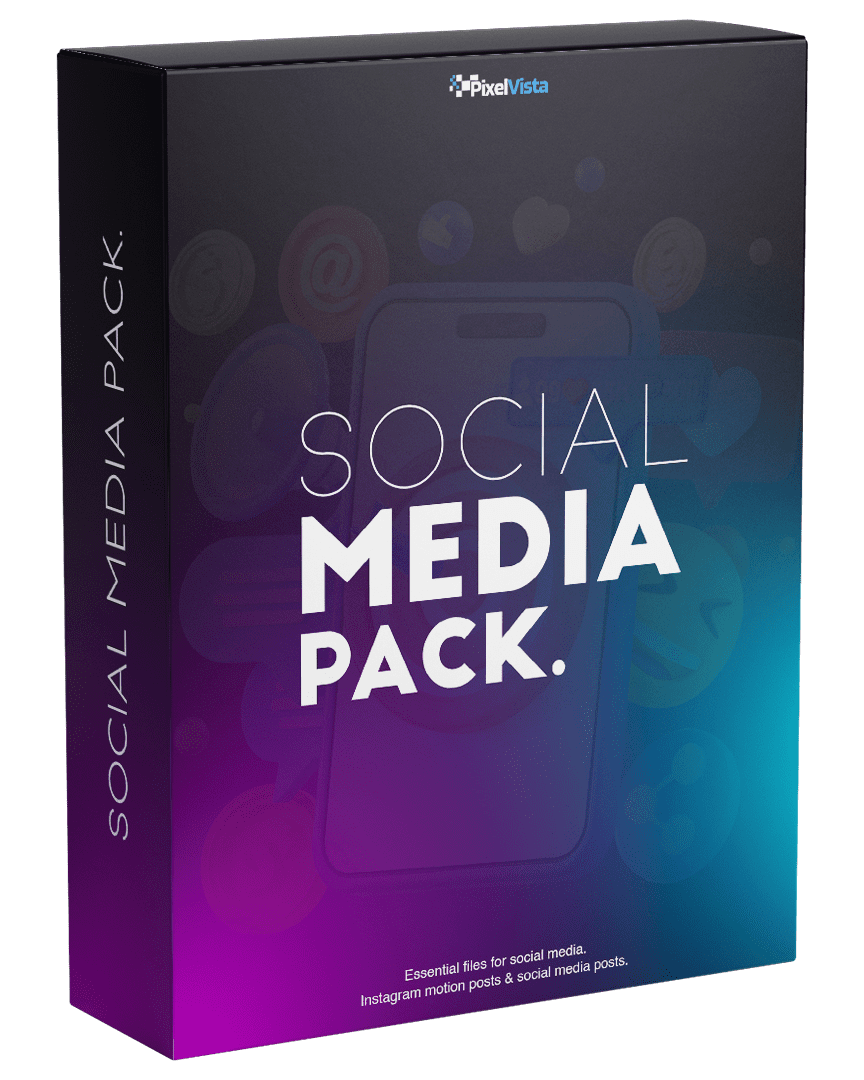 PixelVista
SOCIAL MEDIA PACK.
SOCIAL
MEDIA
PACK.
Essential files for social media.
Instagram motion posts & social media posts.